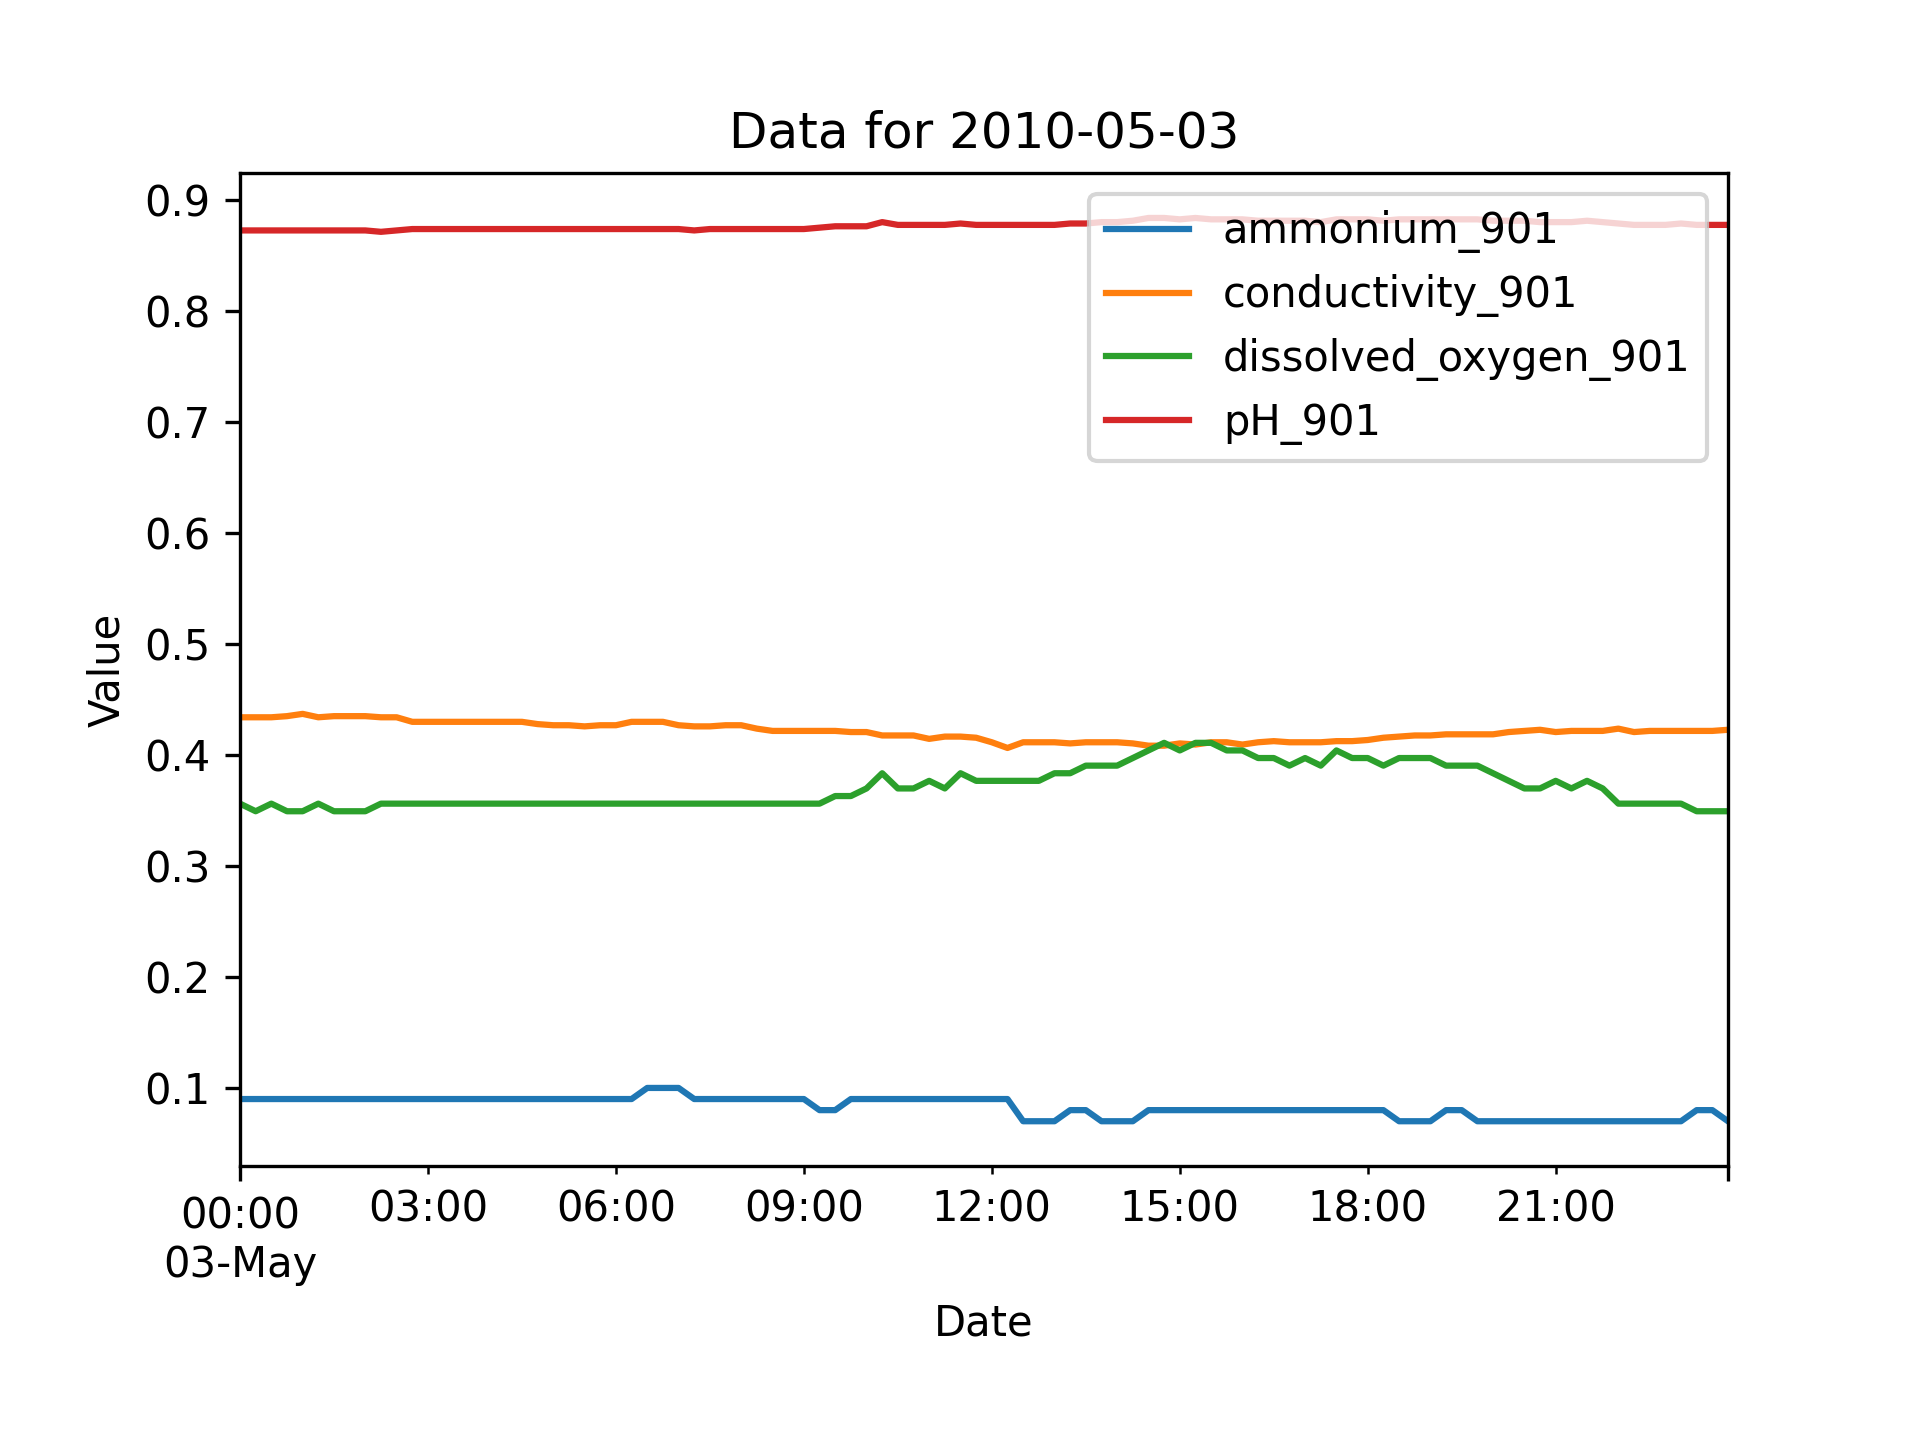 Data for 2010-05-03
0.9
0.8
0.7
0.6
0.5
0.4
0.3
0.2
0.1
Value
ammonium_901
conductivity_901
dissolved_oxygen_901
pH_901
00:00 03:00 06:00 09:00 12:00 15:00 18:00 21:00
03-May
Date